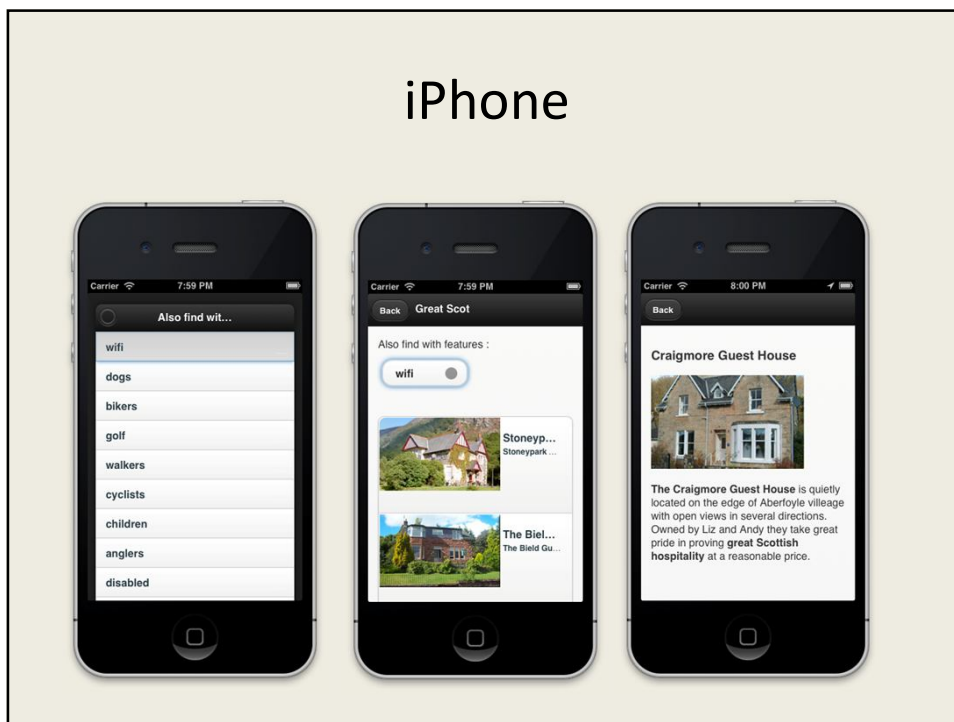 iPhone
Carrier 7:59 PM
Also find wit...
wifi
dogs
bikers
golf
walkers
cyclists
children
anglers
disabled
Carrier 7:59 PM
Back Great Scot
Also find with features :
wifi
Stoneyp...
Stoneypark ...
The Biel...
The Bield Gu...
Carrier 8:00 PM
Back
Craigmore Guest House
The Craigmore Guest House is quietly
located on the edge of Aberfoyle villeage
with open views in several directions.
Owned by Liz and Andy they take great
pride in proving great Scottish
hospitality at a reasonable price.